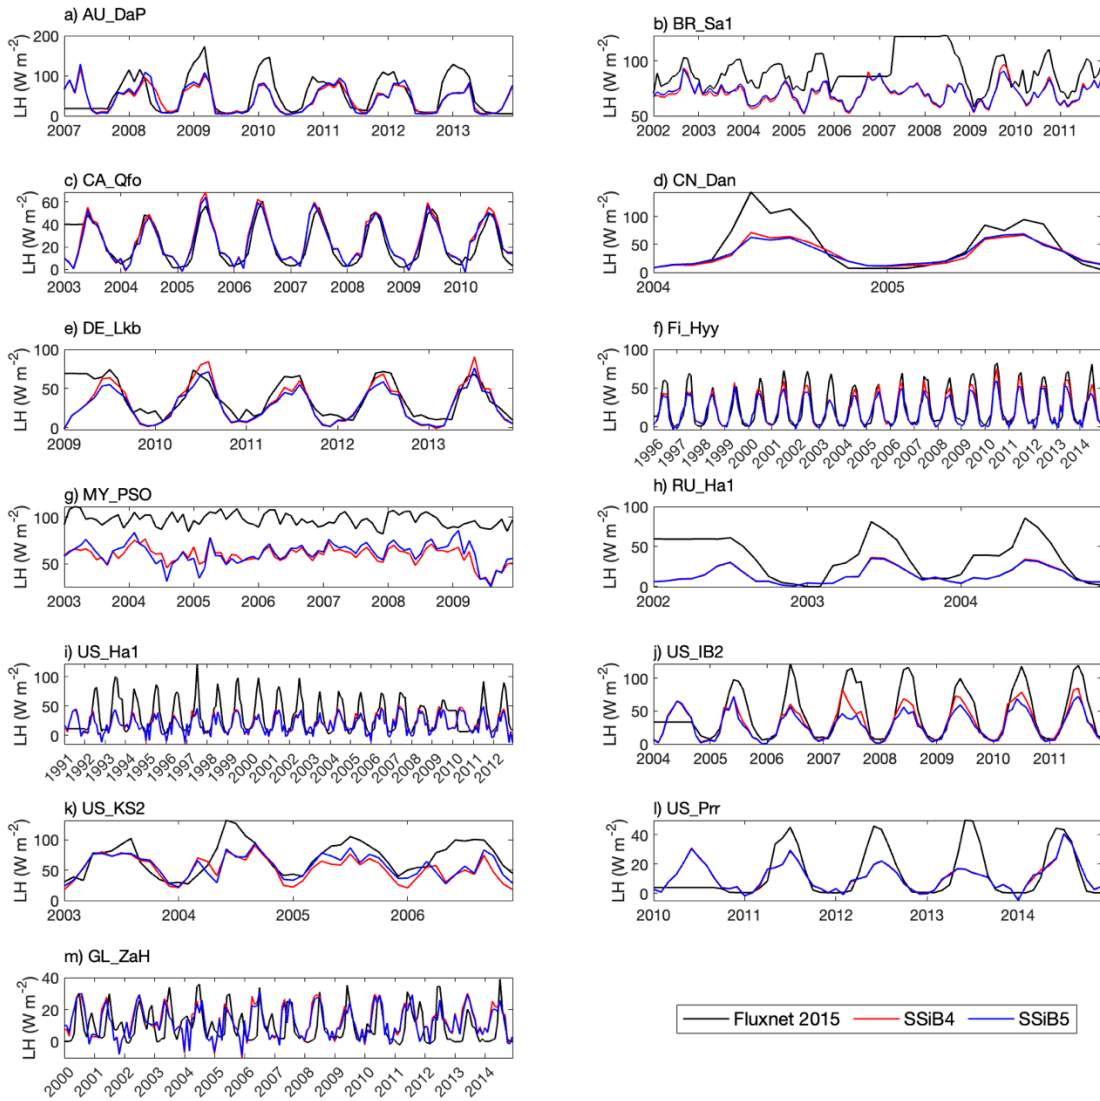 a) AU_DaP
LH (W m⁻²)
200
100
0
2007 2008 2009 2010 2011 2012 2013
b) BR_Sa1
LH (W m⁻²)
100
50
2002 2003 2004 2005 2006 2007 2008 2009 2010 2011
c) CA_Qfo
LH (W m⁻²)
60
40
20
0
2003 2004 2005 2006 2007 2008 2009 2010
d) CN_Dan
LH (W m⁻²)
100
50
0
2004 2005
e) DE_Lkb
LH (W m⁻²)
100
50
0
2009 2010 2011 2012 2013
f) Fi_Hyy
LH (W m⁻²)
100
50
0
1996 1997 1998 1999 2000 2001 2002 2003 2004 2005 2006 2007 2008 2009 2010 2011 2012 2013 2014
g) MY_PSO
LH (W m⁻²)
100
50
2003 2004 2005 2006 2007 2008 2009
h) RU_Ha1
LH (W m⁻²)
100
50
0
2002 2003 2004
i) US_Ha1
LH (W m⁻²)
100
50
0
1991 1992 1993 1994 1995 1996 1997 1998 1999 2000 2001 2002 2003 2004 2005 2006 2007 2008 2009 2010 2011 2012
j) US_IB2
LH (W m⁻²)
100
50
0
2004 2005 2006 2007 2008 2009 2010 2011
k) US_KS2
LH (W m⁻²)
100
50
0
2003 2004 2005 2006
l) US_Prr
LH (W m⁻²)
40
20
0
2010 2011 2012 2013 2014
m) GL_ZaH
LH (W m⁻²)
40
20
0
2000 2001 2002 2003 2004 2005 2006 2007 2008 2009 2010 2011 2012 2013 2014
Fluxnet 2015 SSiB4 SSiB5